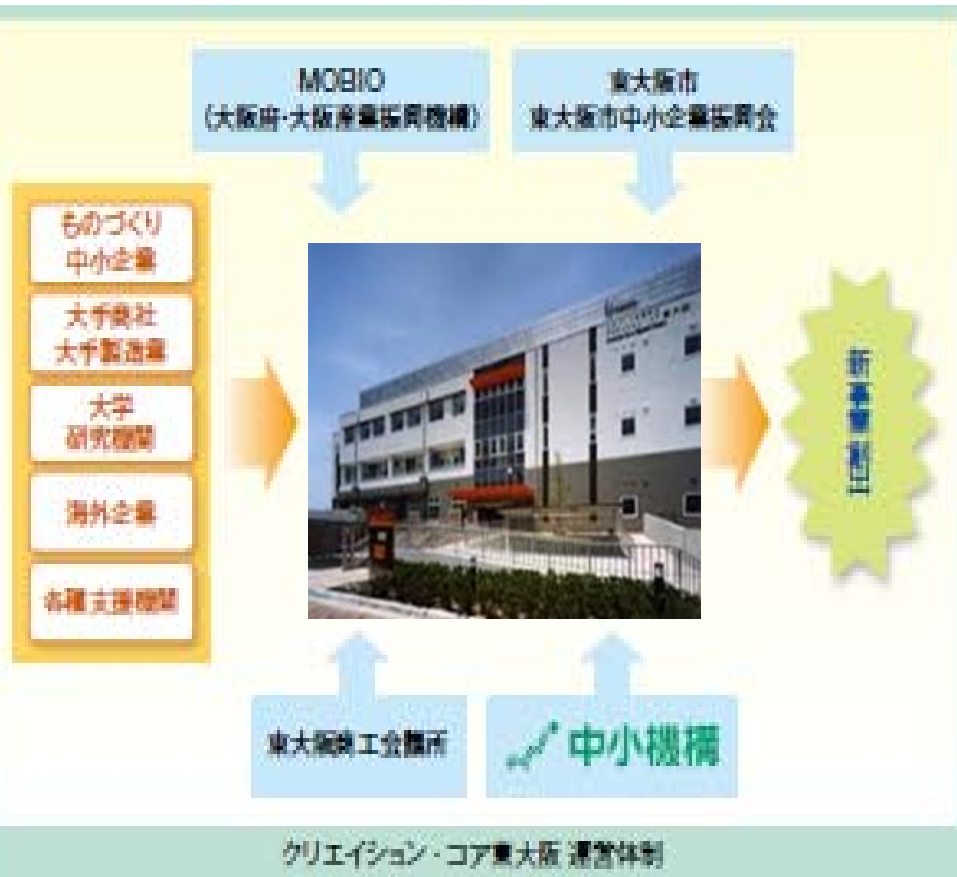 MOBIO
(大阪府・大阪産業振興機構)
東大阪市
東大阪市中小企業振興会
ものづくり
中小企業
大手商社
大手製造業
大学
研究機関
海外企業
各種支援機関
新事業創出
東大阪商工会議所
中小機構
クリエイション・コア東大阪 運営体制